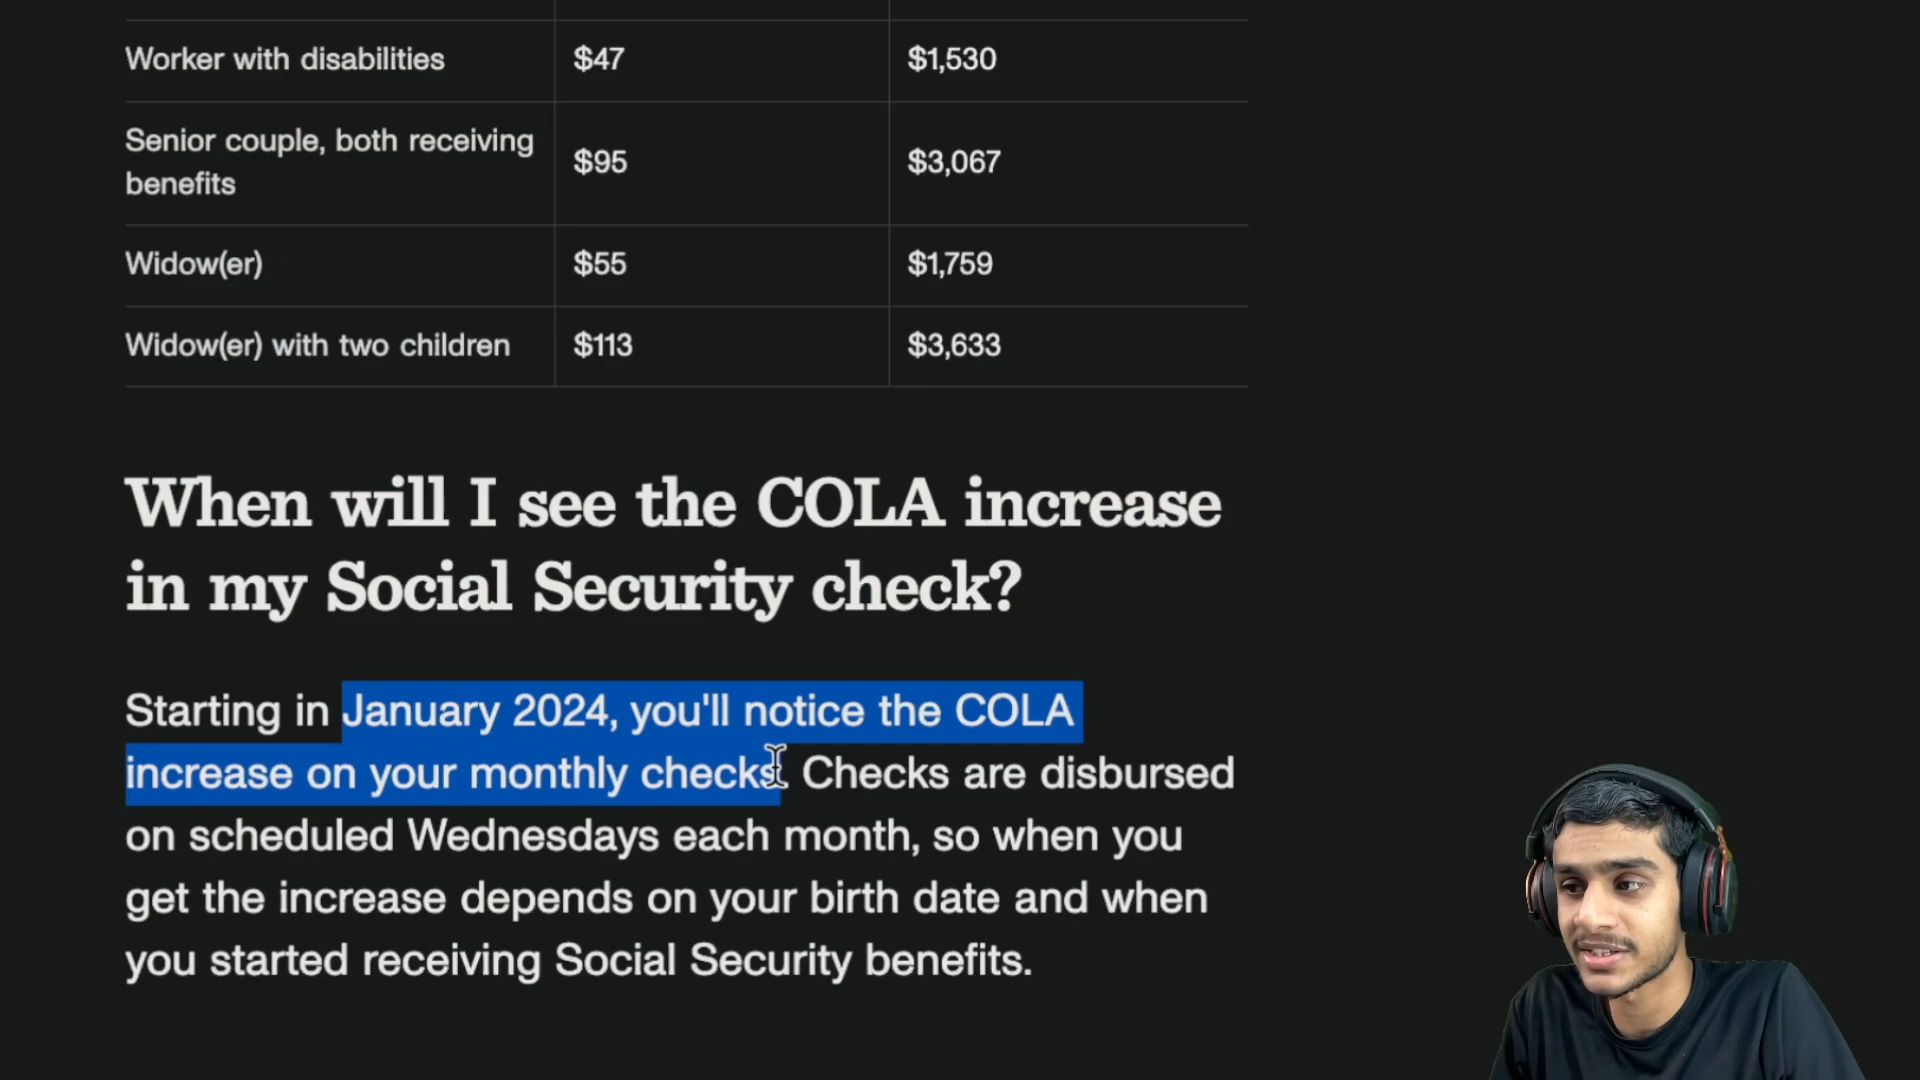 Worker with disabilities $47 $1,530
Senior couple, both receiving
benefits $95 $3,067
Widow(er) $55 $1,759
Widow(er) with two children $113 $3,633
When will I see the COLA increase
in my Social Security check?
Starting in January 2024, you'll notice the COLA
increase on your monthly checks. Checks are disbursed
on scheduled Wednesdays each month, so when you
get the increase depends on your birth date and when
you started receiving Social Security benefits.